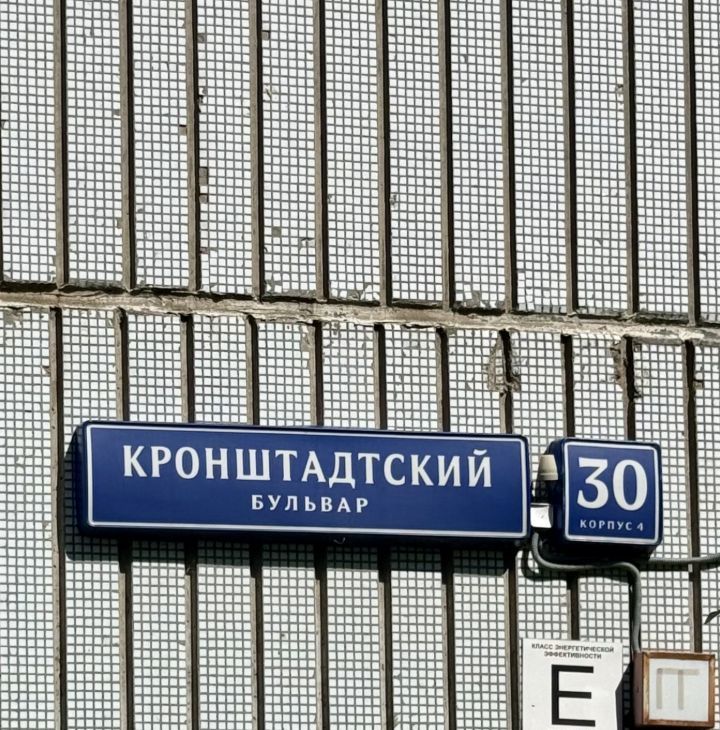 КРОНШТАДТСКИЙ
БУЛЬВАР
30
КОРПУС 4
КЛАСС ЭНЕРГЕТИЧЕСКОЙ
ЭФФЕКТИВНОСТИ
E
П